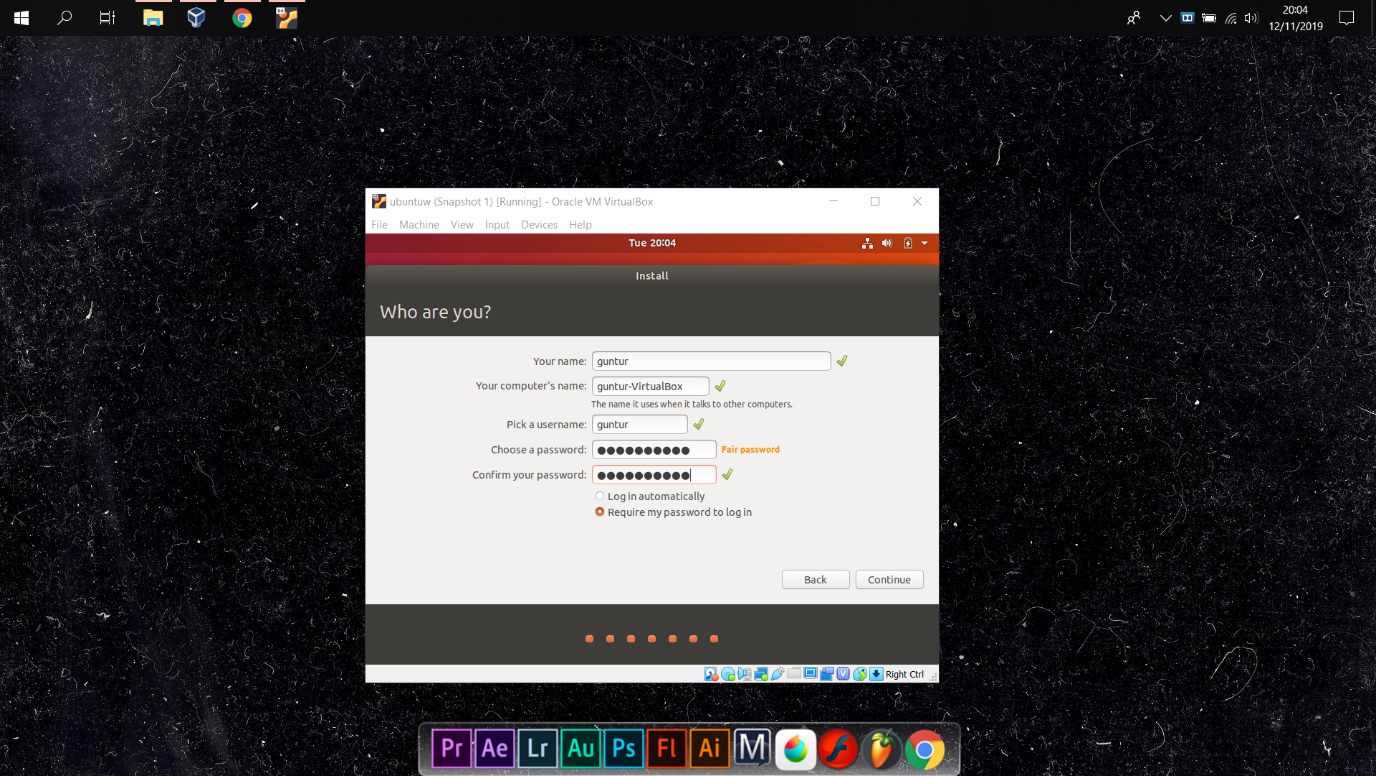 20:04
12/11/2019
ubuntuw (Snapshot 1) [Running] - Oracle VM VirtualBox
File Machine View Input Devices Help
Tue 20:04
Install
Who are you?
Your name: guntur
Your computer's name: guntur-VirtualBox
The name it uses when it talks to other computers.
Pick a username: guntur
Choose a password: ●●●●●●●●●● Fair password
Confirm your password: ●●●●●●●●●●
Log in automatically
Require my password to log in
Back Continue
Right Ctrl
Pr Ae Lr Au Ps Fl Ai M